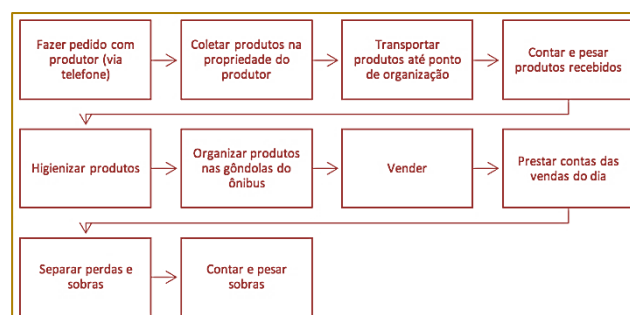 Fazer pedido com
produtor (via
telefone)
Coletar produtos na
propriedade do
produtor
Transportar
produtos até ponto
de organização
Contar e pesar
produtos recebidos
Higienizar produtos
Organizar produtos
nas gôndolas do
ônibus
Vender
Prestar contas das
vendas do dia
Separar perdas e
sobras
Contar e pesar
sobras